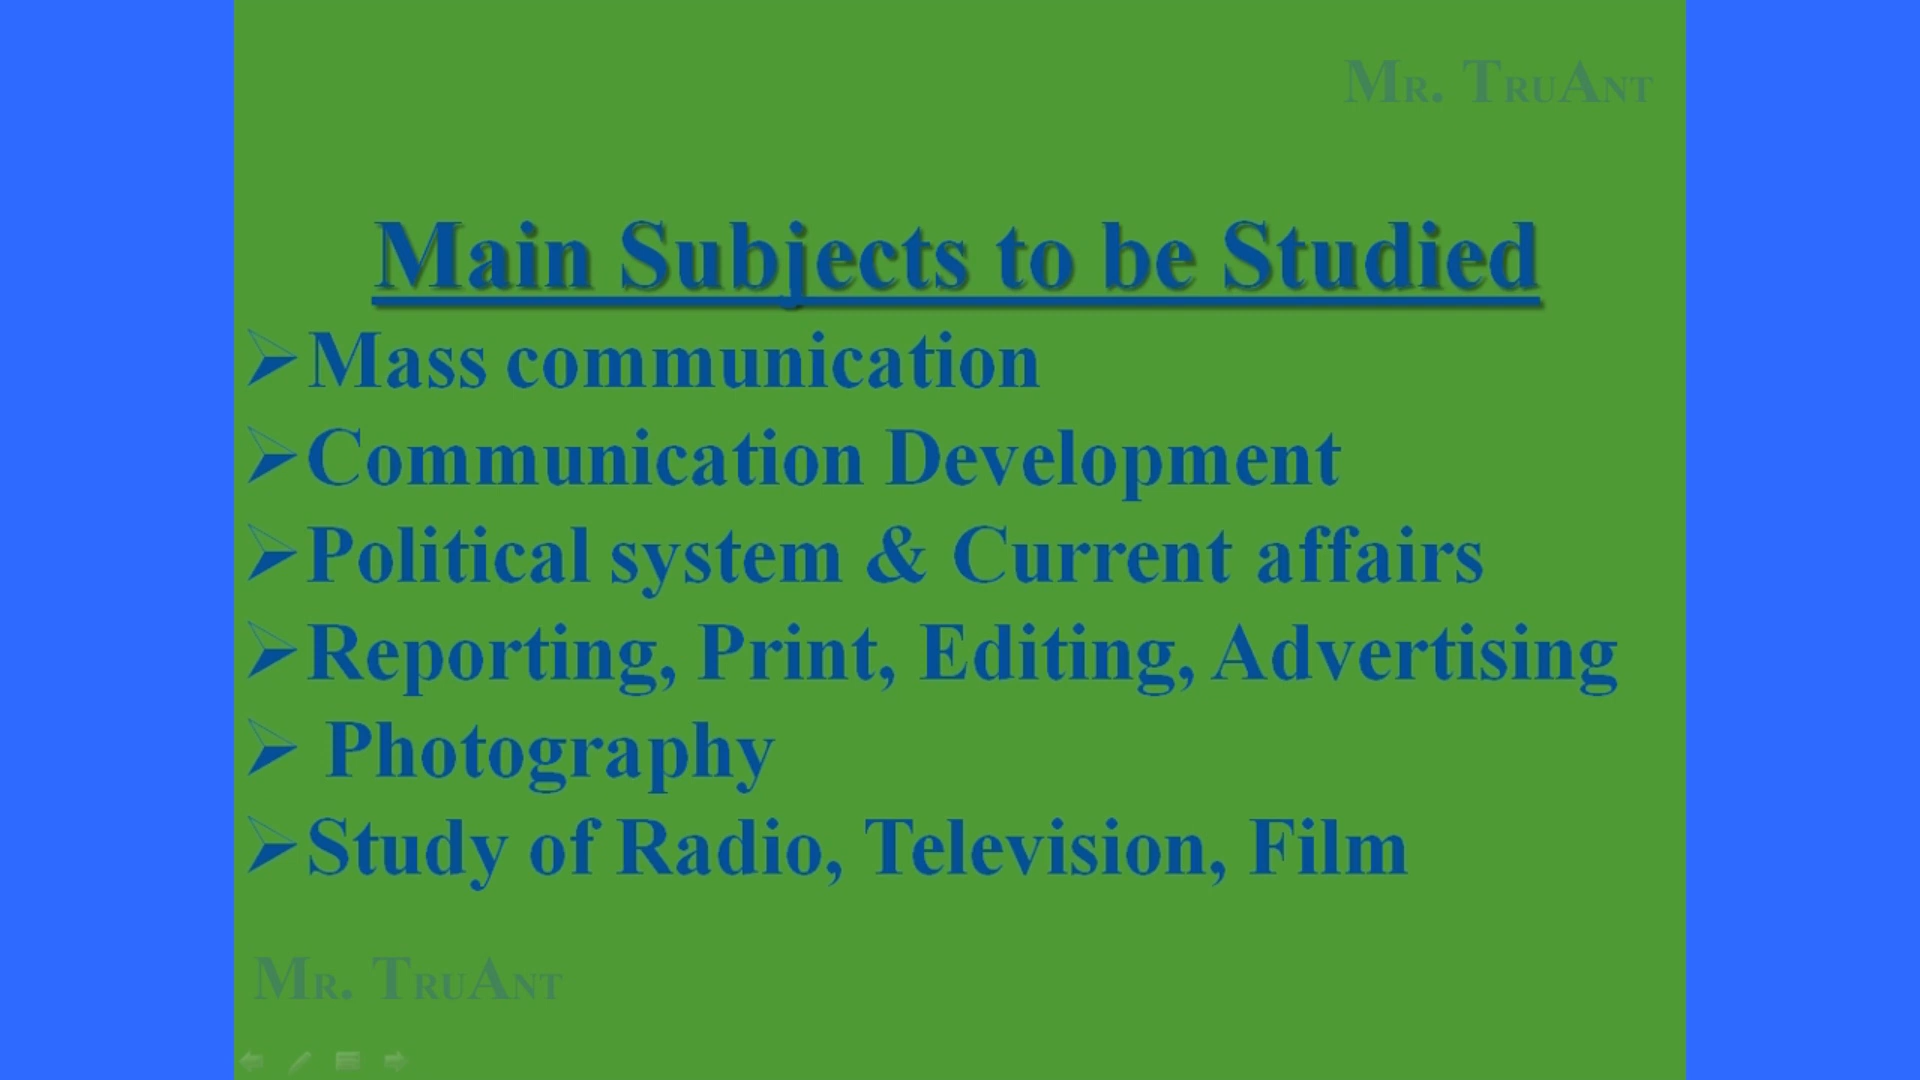 Mr. TruAnt
Main Subjects to be Studied
➢Mass communication
➢Communication Development
➢Political system & Current affairs
➢Reporting, Print, Editing, Advertising
➢ Photography
➢Study of Radio, Television, Film
Mr. TruAnt